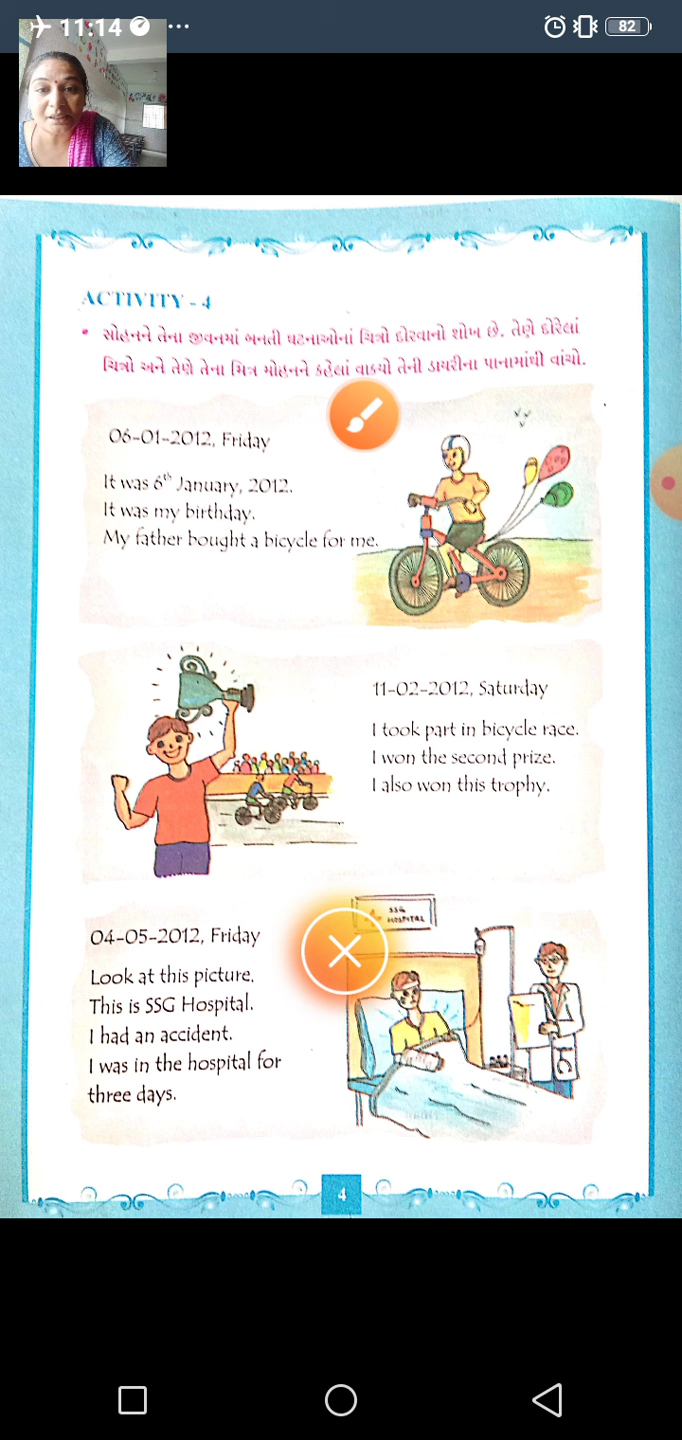 11:14
82
ACTIVITY - 4
• સોહનને તેના જીવનમાં બનતી ઘટનાઓનાં ચિત્રો દોરવાનો શોખ છે. તેણે દોરેલાં
ચિત્રો અને તેણે તેના મિત્ર મોહનને કહેલાં વાક્યો તેની ડાયરીના પાનામાંથી વાંચો.
06-01-2012, Friday
It was 6th January, 2012.
It was my birthday.
My father bought a bicycle for me.
11-02-2012, Saturday
I took part in bicycle race.
I won the second prize.
I also won this trophy.
SSG
HOSPITAL
04-05-2012, Friday
Look at this picture.
This is SSG Hospital.
I had an accident.
I was in the hospital for
three days.
4